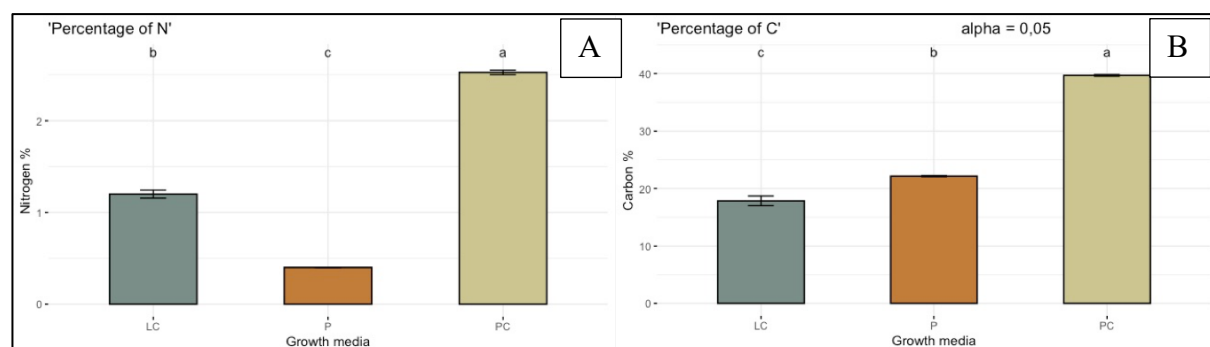 'Percentage of N'
A
b c a
2
1
0
Nitrogen %
LC P PC
Growth media
'Percentage of C' alpha = 0,05
B
c b a
40
30
20
10
0
Carbon %
LC P PC
Growth media